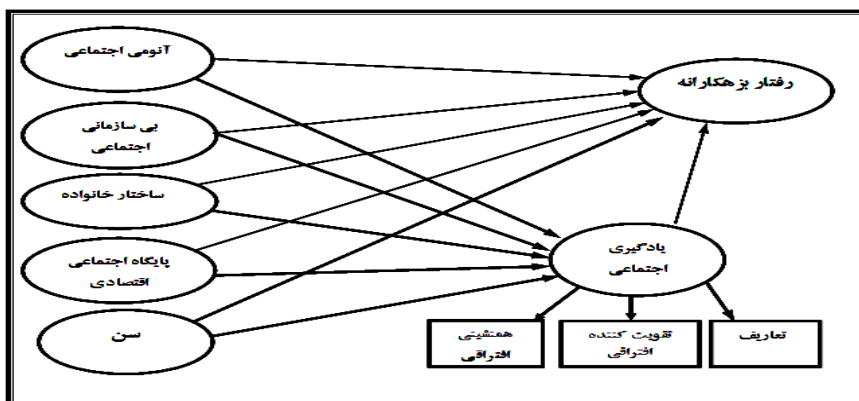 آنومی اجتماعی
رفتار بزهکارانه
بی سازمانی
اجتماعی
ساختار خانواده
پایگاه اجتماعی
اقتصادی
یادگیری
اجتماعی
سن
همنشینی
افتراقی
تقویت کننده
افتراقی
تعاریف